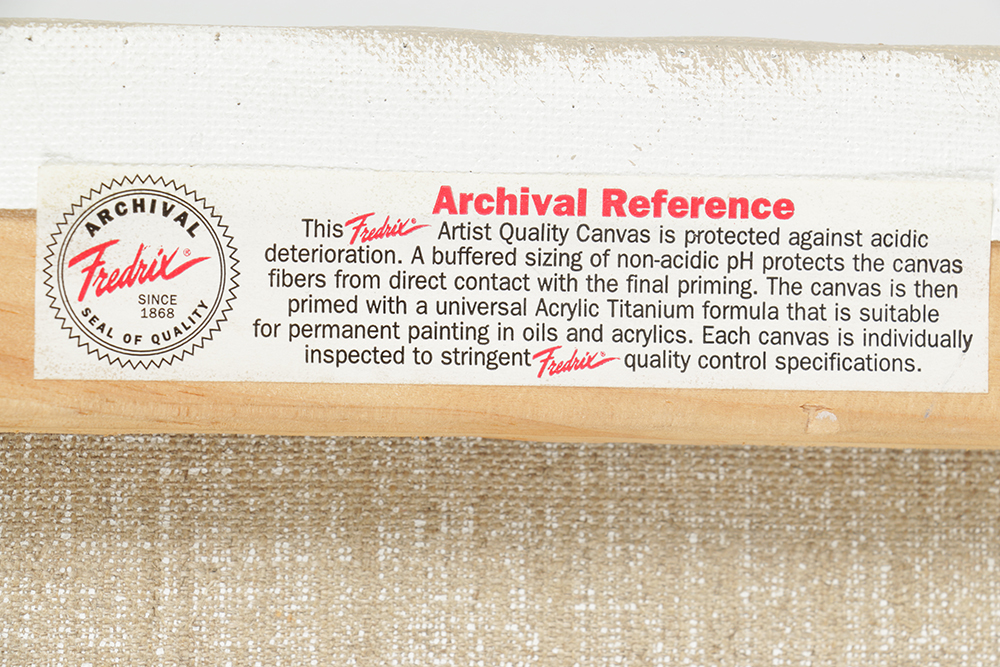 ARCHIVAL
Fredrix®
SINCE
1868
SEAL OF QUALITY
Archival Reference
This Fredrix® Artist Quality Canvas is protected against acidic
deterioration. A buffered sizing of non-acidic pH protects the canvas
fibers from direct contact with the final priming. The canvas is then
primed with a universal Acrylic Titanium formula that is suitable
for permanent painting in oils and acrylics. Each canvas is individually
inspected to stringent Fredrix® quality control specifications.